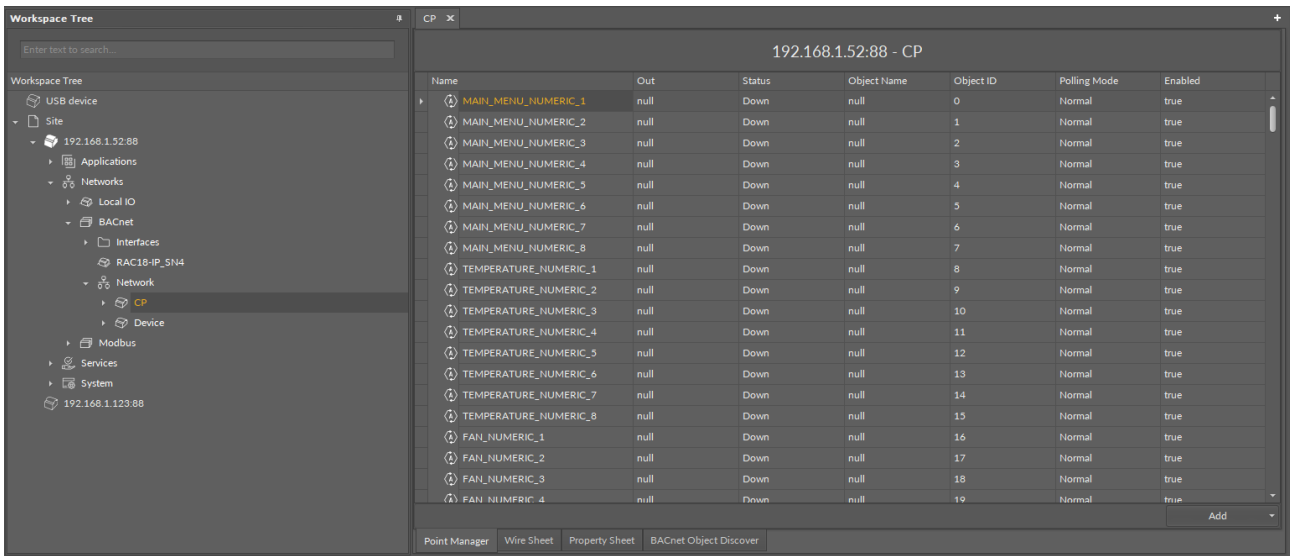 Workspace Tree
CP
Enter text to search...
192.168.1.52:88 - CP
Workspace Tree
USB device
Site
192.168.1.52:88
Applications
Networks
Local IO
BACnet
Interfaces
RAC18-IP_SN4
Network
CP
Device
Modbus
Services
System
192.168.1.123:88
Name Out Status Object Name Object ID Polling Mode Enabled
MAIN_MENU_NUMERIC_1 null Down null 0 Normal true
MAIN_MENU_NUMERIC_2 null Down null 1 Normal true
MAIN_MENU_NUMERIC_3 null Down null 2 Normal true
MAIN_MENU_NUMERIC_4 null Down null 3 Normal true
MAIN_MENU_NUMERIC_5 null Down null 4 Normal true
MAIN_MENU_NUMERIC_6 null Down null 5 Normal true
MAIN_MENU_NUMERIC_7 null Down null 6 Normal true
MAIN_MENU_NUMERIC_8 null Down null 7 Normal true
TEMPERATURE_NUMERIC_1 null Down null 8 Normal true
TEMPERATURE_NUMERIC_2 null Down null 9 Normal true
TEMPERATURE_NUMERIC_3 null Down null 10 Normal true
TEMPERATURE_NUMERIC_4 null Down null 11 Normal true
TEMPERATURE_NUMERIC_5 null Down null 12 Normal true
TEMPERATURE_NUMERIC_6 null Down null 13 Normal true
TEMPERATURE_NUMERIC_7 null Down null 14 Normal true
TEMPERATURE_NUMERIC_8 null Down null 15 Normal true
FAN_NUMERIC_1 null Down null 16 Normal true
FAN_NUMERIC_2 null Down null 17 Normal true
FAN_NUMERIC_3 null Down null 18 Normal true
FAN_NUMERIC_4 null Down null 19 Normal true
Add
Point Manager Wire Sheet Property Sheet BACnet Object Discover